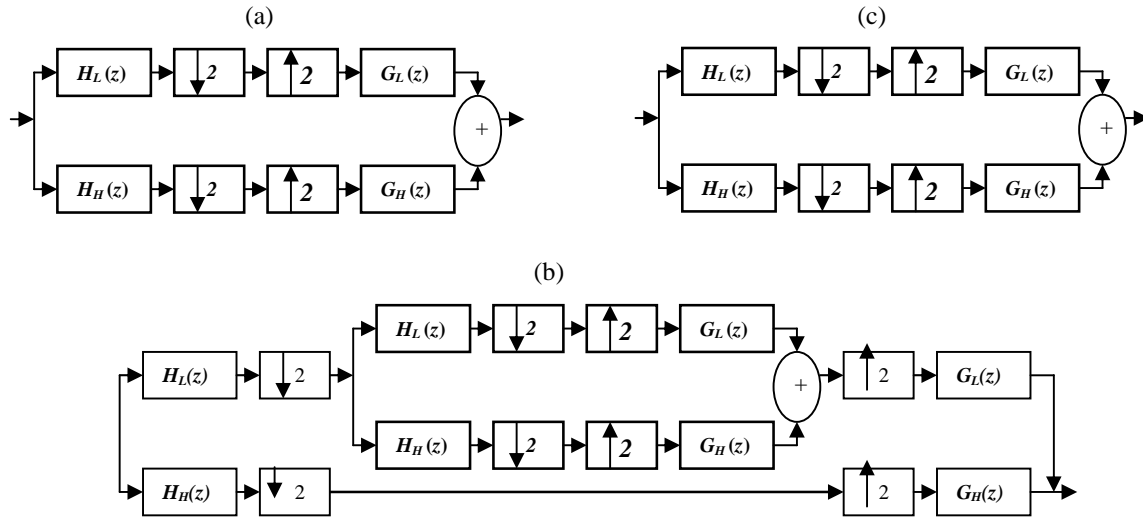 (a) (c)
H_L(z) 2 2 G_L(z) H_L(z) 2 2 G_L(z)
+ +
H_H(z) 2 2 G_H(z) H_H(z) 2 2 G_H(z)
(b)
H_L(z) 2 2 G_L(z)
H_L(z) 2 + 2 G_L(z)
H_H(z) 2 2 G_H(z)
H_H(z) 2 2 G_H(z)